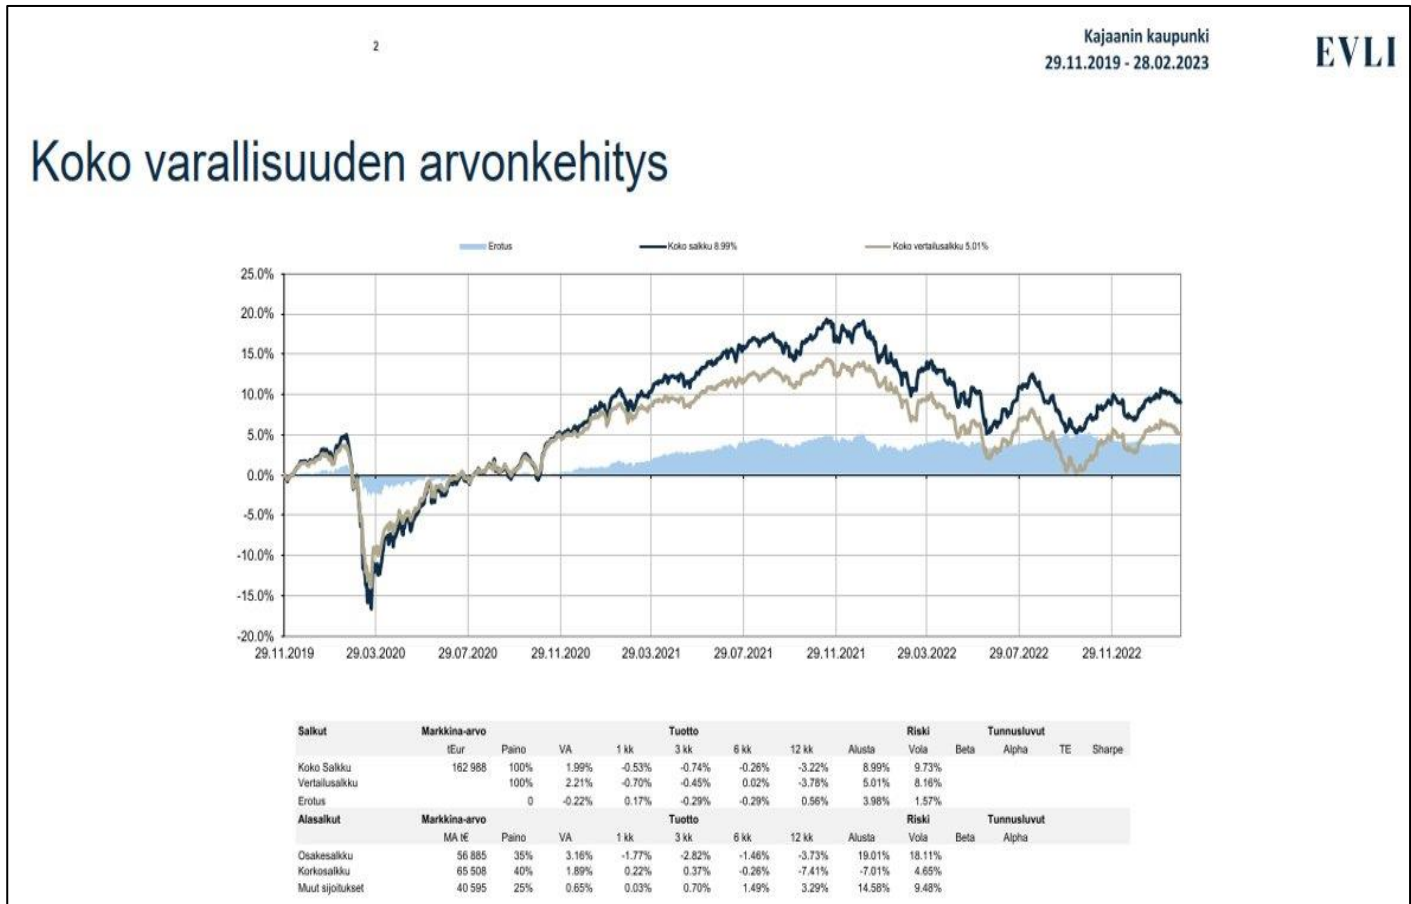 2
Kajaanin kaupunki
29.11.2019 - 28.02.2023
EVLI
Koko varallisuuden arvonkehitys
Erotus Koko salkku 8.99% Koko vertailusalkku 5.01%
25.0%
20.0%
15.0%
10.0%
5.0%
0.0%
-5.0%
-10.0%
-15.0%
-20.0%
29.11.2019 29.03.2020 29.07.2020 29.11.2020 29.03.2021 29.07.2021 29.11.2021 29.03.2022 29.07.2022 29.11.2022
Salkut Markkina-arvo Tuotto Riski Tunnusluvut
tEur Paino VA 1 kk 3 kk 6 kk 12 kk Alusta Vola Beta Alpha TE Sharpe
Koko Salkku 162 988 100% 1.99% -0.53% -0.74% -0.26% -3.22% 8.99% 9.73%
Vertailusalkku 100% 2.21% -0.70% -0.45% 0.02% -3.78% 5.01% 8.16%
Erotus 0 -0.22% 0.17% -0.29% -0.29% 0.56% 3.98% 1.57%
Alasalkut Markkina-arvo Tuotto Riski Tunnusluvut
MA t€ Paino VA 1 kk 3 kk 6 kk 12 kk Alusta Vola Beta Alpha
Osakesalkku 56 885 35% 3.16% -1.77% -2.82% -1.46% -3.73% 19.01% 18.11%
Korkosalkku 65 508 40% 1.89% 0.22% 0.37% -0.26% -7.41% -7.01% 4.65%
Muut sijoitukset 40 595 25% 0.65% 0.03% 0.70% 1.49% 3.29% 14.58% 9.48%